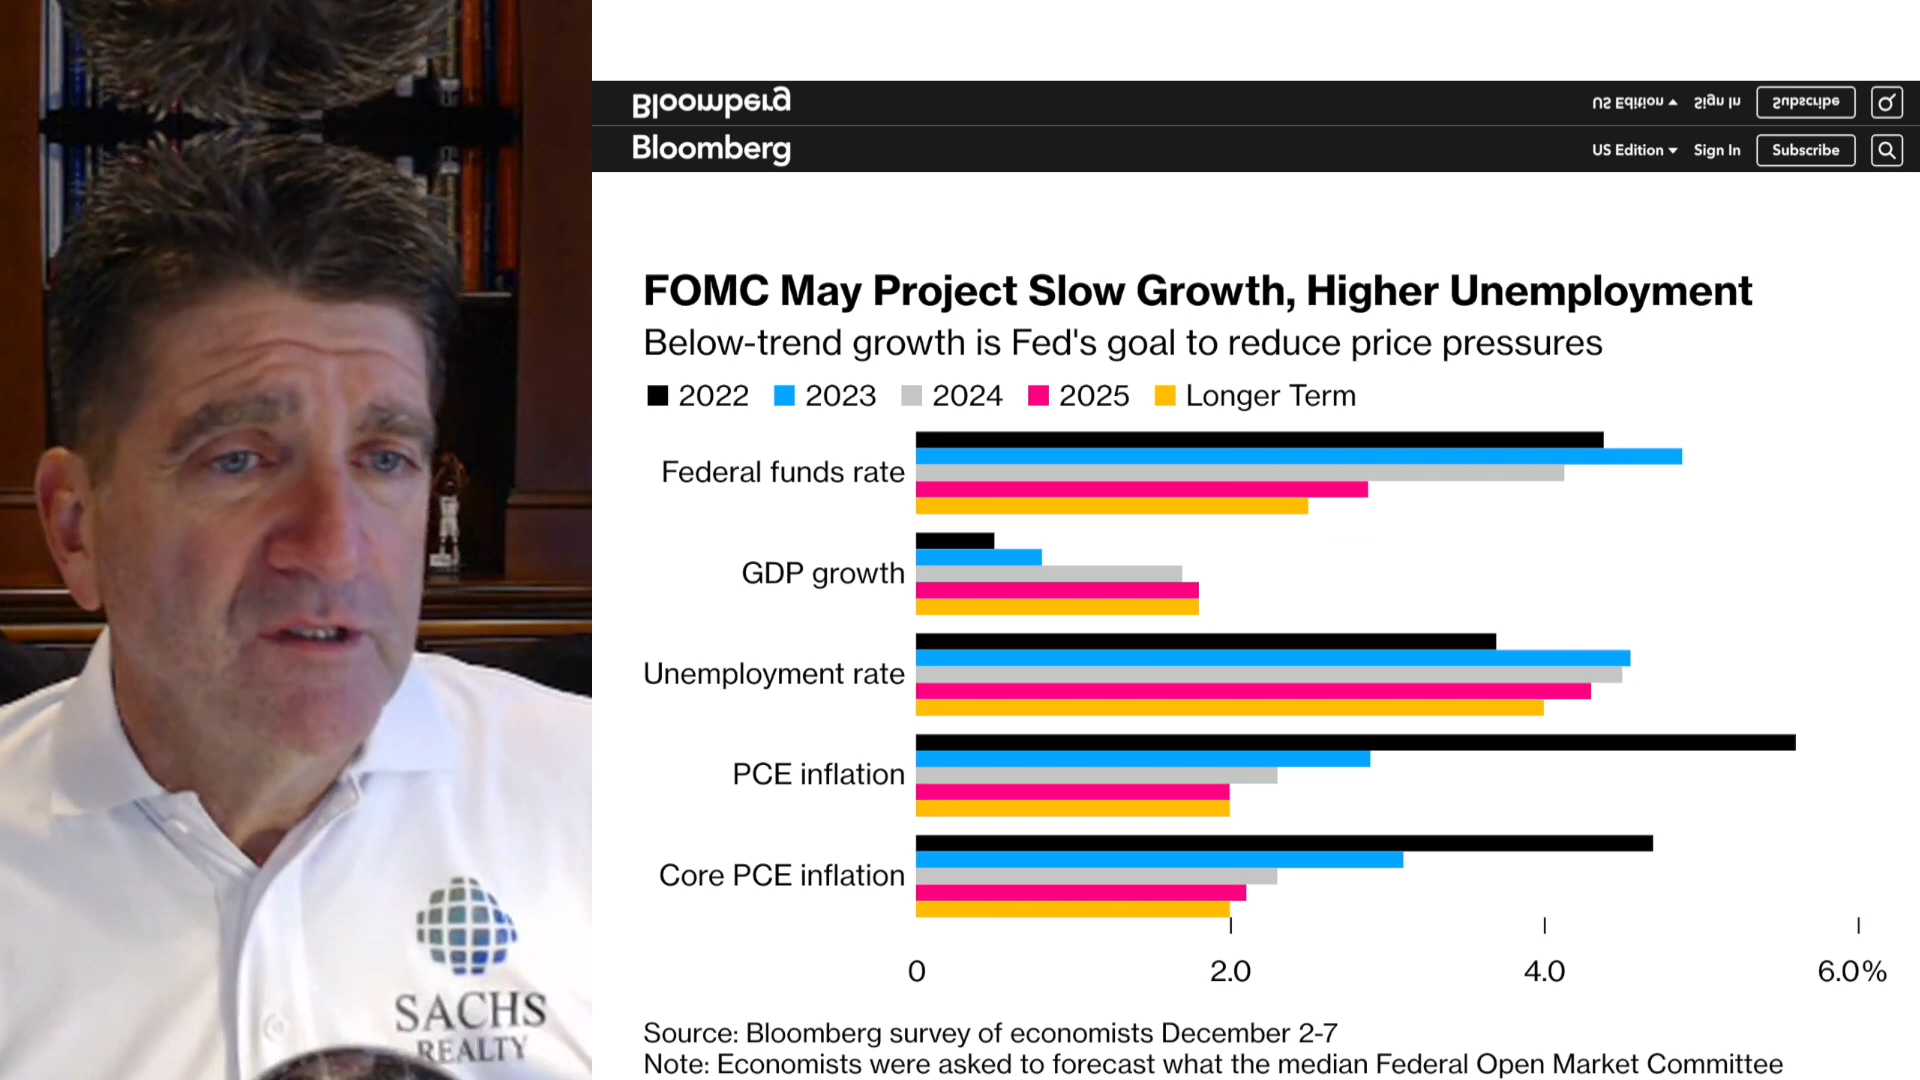 Bloomberg US Edition Sign In Subscribe
Bloomberg US Edition Sign In Subscribe
FOMC May Project Slow Growth, Higher Unemployment
Below-trend growth is Fed's goal to reduce price pressures
2022 2023 2024 2025 Longer Term
Federal funds rate
GDP growth
Unemployment rate
PCE inflation
Core PCE inflation
0 2.0 4.0 6.0%
Source: Bloomberg survey of economists December 2-7
Note: Economists were asked to forecast what the median Federal Open Market Committee
SACHS
REALTY